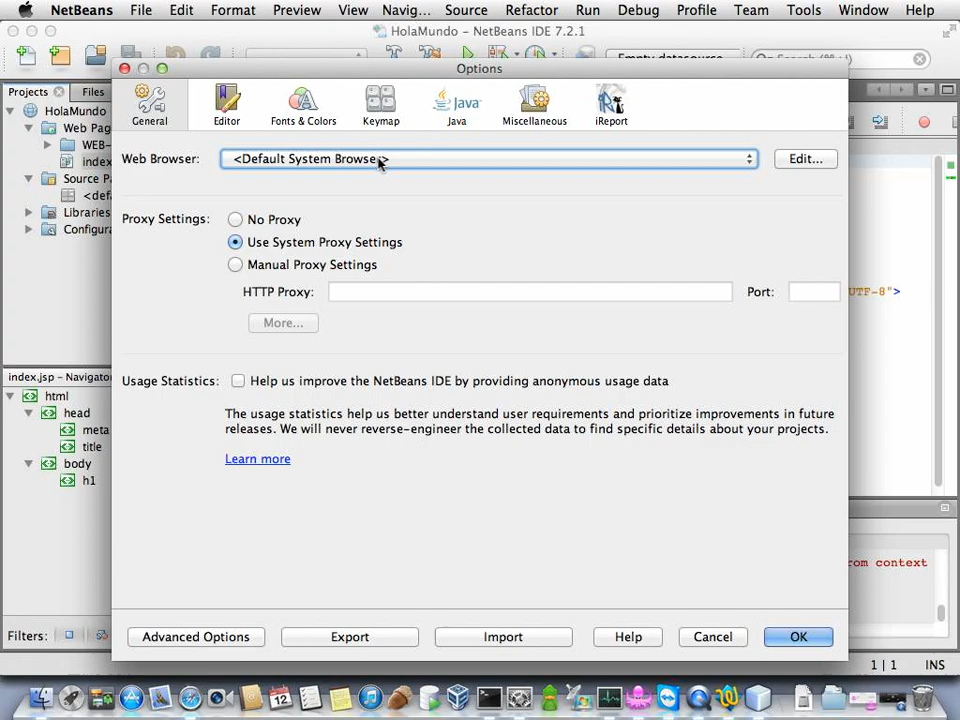 NetBeans File Edit Format Preview View Navig... Source Refactor Run Debug Profile Team Tools Window Help
HolaMundo – NetBeans IDE 7.2.1
Options
Projects Files
General Editor Fonts & Colors Keymap Java Miscellaneous iReport
HolaMundo
Web Pag
WEB-
index
Source P
<def
Libraries
Configura
Web Browser: <Default System Browser> Edit...
Proxy Settings: No Proxy
Use System Proxy Settings
Manual Proxy Settings
HTTP Proxy: Port:
UTF-8">
More...
Usage Statistics: Help us improve the NetBeans IDE by providing anonymous usage data
The usage statistics help us better understand user requirements and prioritize improvements in future
releases. We will never reverse-engineer the collected data to find specific details about your projects.
Learn more
index.jsp – Navigator
html
head
meta
title
body
h1
rom context
Filters:
Advanced Options Export Import Help Cancel OK
1 | 1 INS